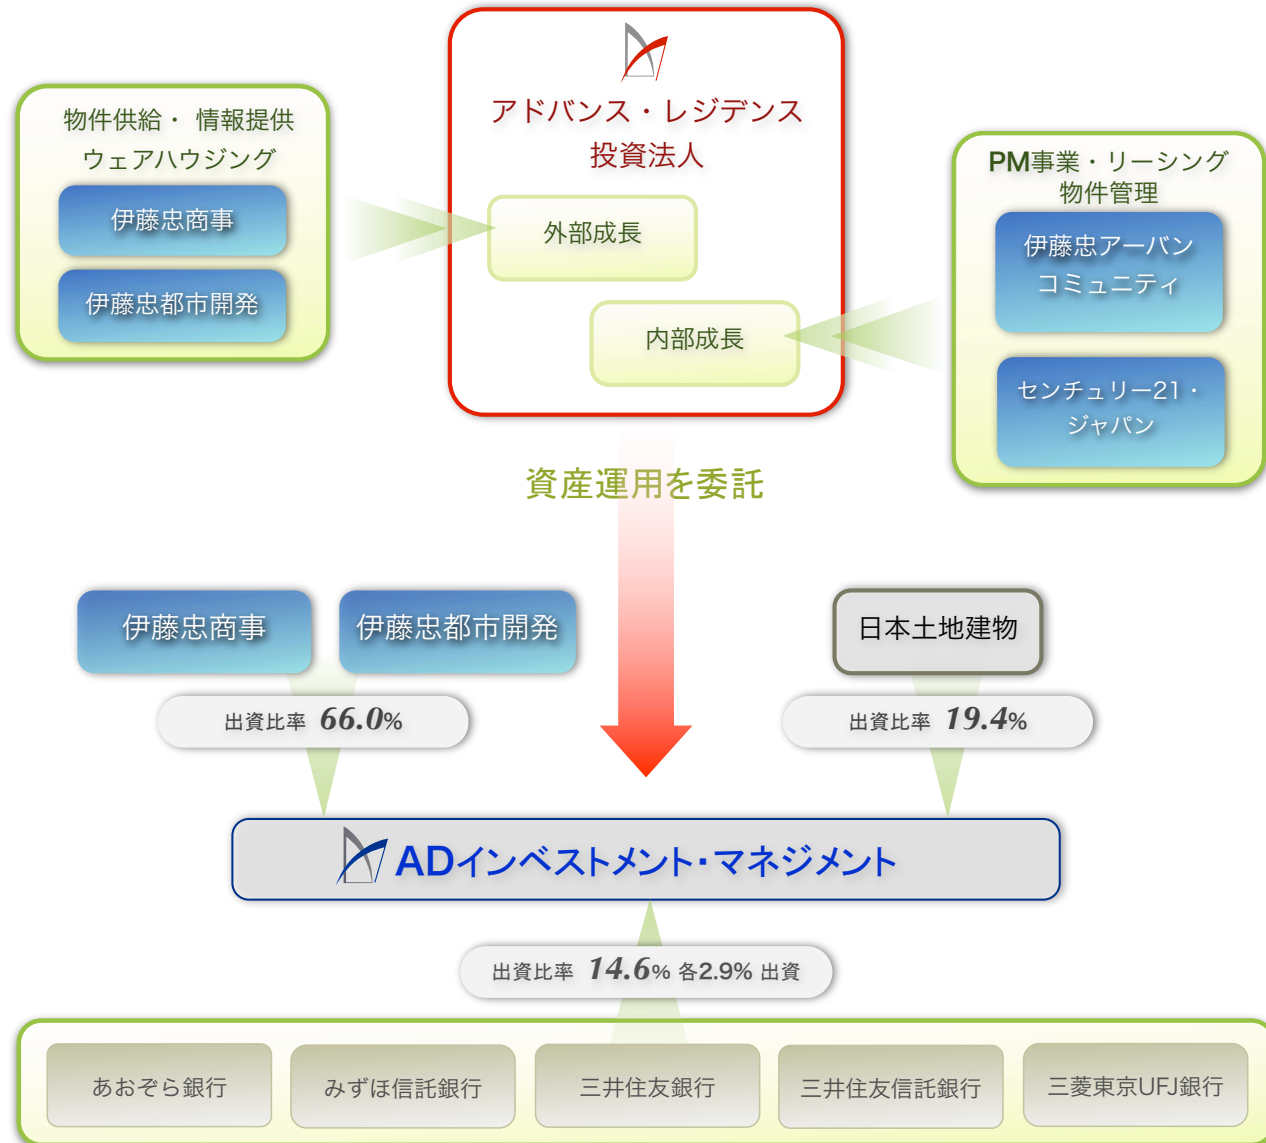 物件供給・ 情報提供
ウェアハウジング
伊藤忠商事
伊藤忠都市開発
アドバンス・レジデンス
投資法人
外部成長
内部成長
PM事業・リーシング
物件管理
伊藤忠アーバン
コミュニティ
センチュリー21・
ジャパン
資産運用を委託
伊藤忠商事
伊藤忠都市開発
日本土地建物
出資比率 66.0%
出資比率 19.4%
ADインベストメント・マネジメント
出資比率 14.6% 各2.9% 出資
あおぞら銀行
みずほ信託銀行
三井住友銀行
三井住友信託銀行
三菱東京UFJ銀行